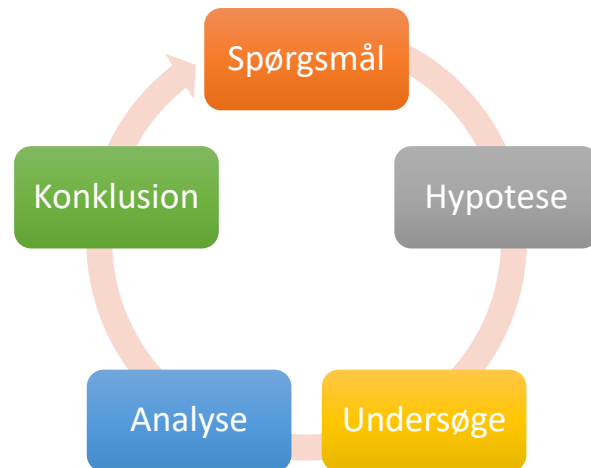 Spørgsmål
Hypotese
Undersøge
Analyse
Konklusion